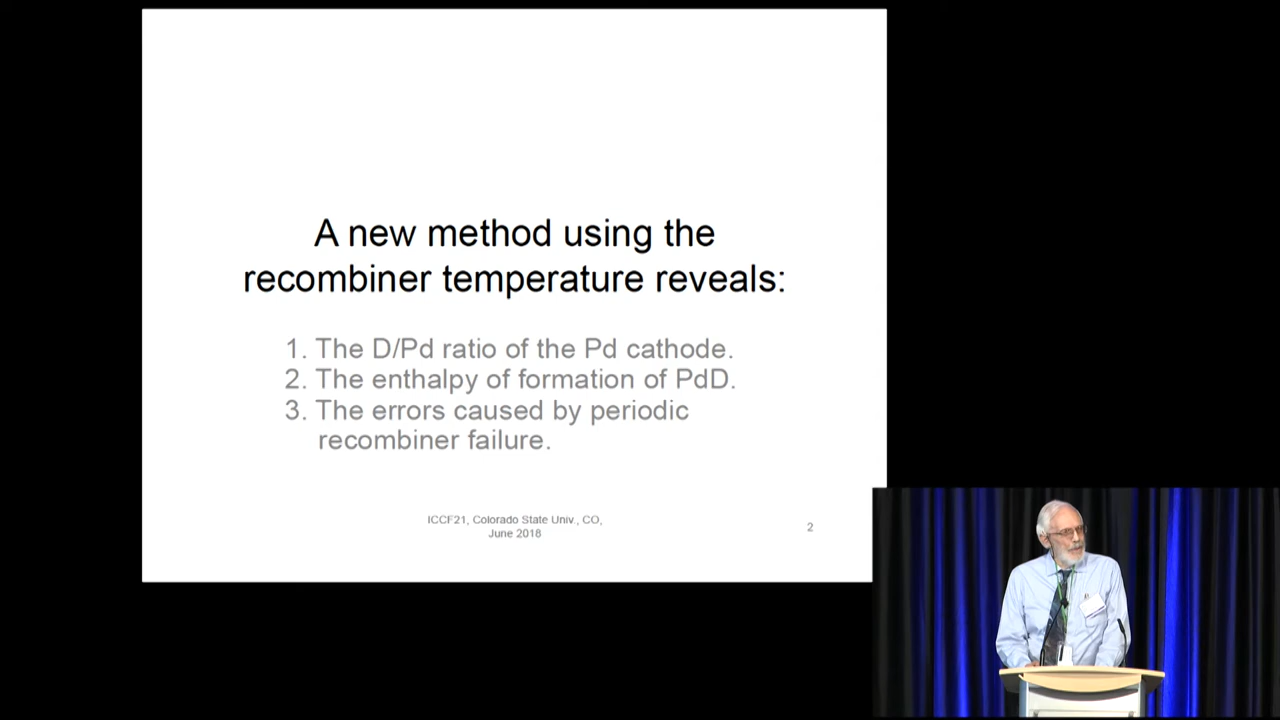 A new method using the
recombiner temperature reveals:
1. The D/Pd ratio of the Pd cathode.
2. The enthalpy of formation of PdD.
3. The errors caused by periodic
recombiner failure.
ICCF21, Colorado State Univ., CO,
June 2018
2